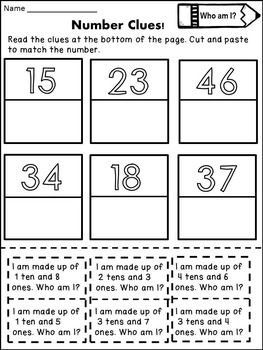 Name
Number Clues!
Who am I?
Read the clues at the bottom of the page. Cut and paste
to match the number.
15 23 46
34 18 37
I am made up of
1 ten and 8
ones. Who am I?
I am made up of
2 tens and 3
ones. Who am I?
I am made up of
4 tens and 6
ones. Who am I?
I am made up of
1 ten and 5
ones. Who am I?
I am made up of
3 tens and 7
ones. Who am I?
I am made up of
3 tens and 4
ones. Who am I?